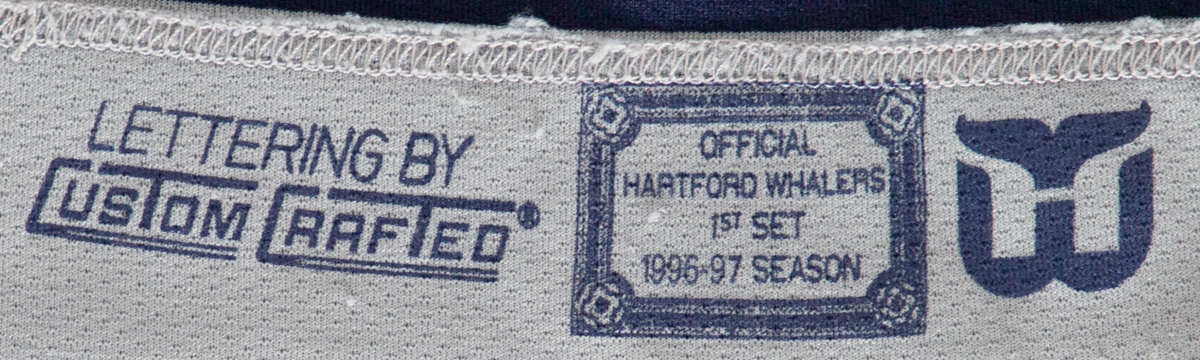 LETTERING BY
CUSTOM CRAFTED®
OFFICIAL
HARTFORD WHALERS
1ST SET
1996-97 SEASON